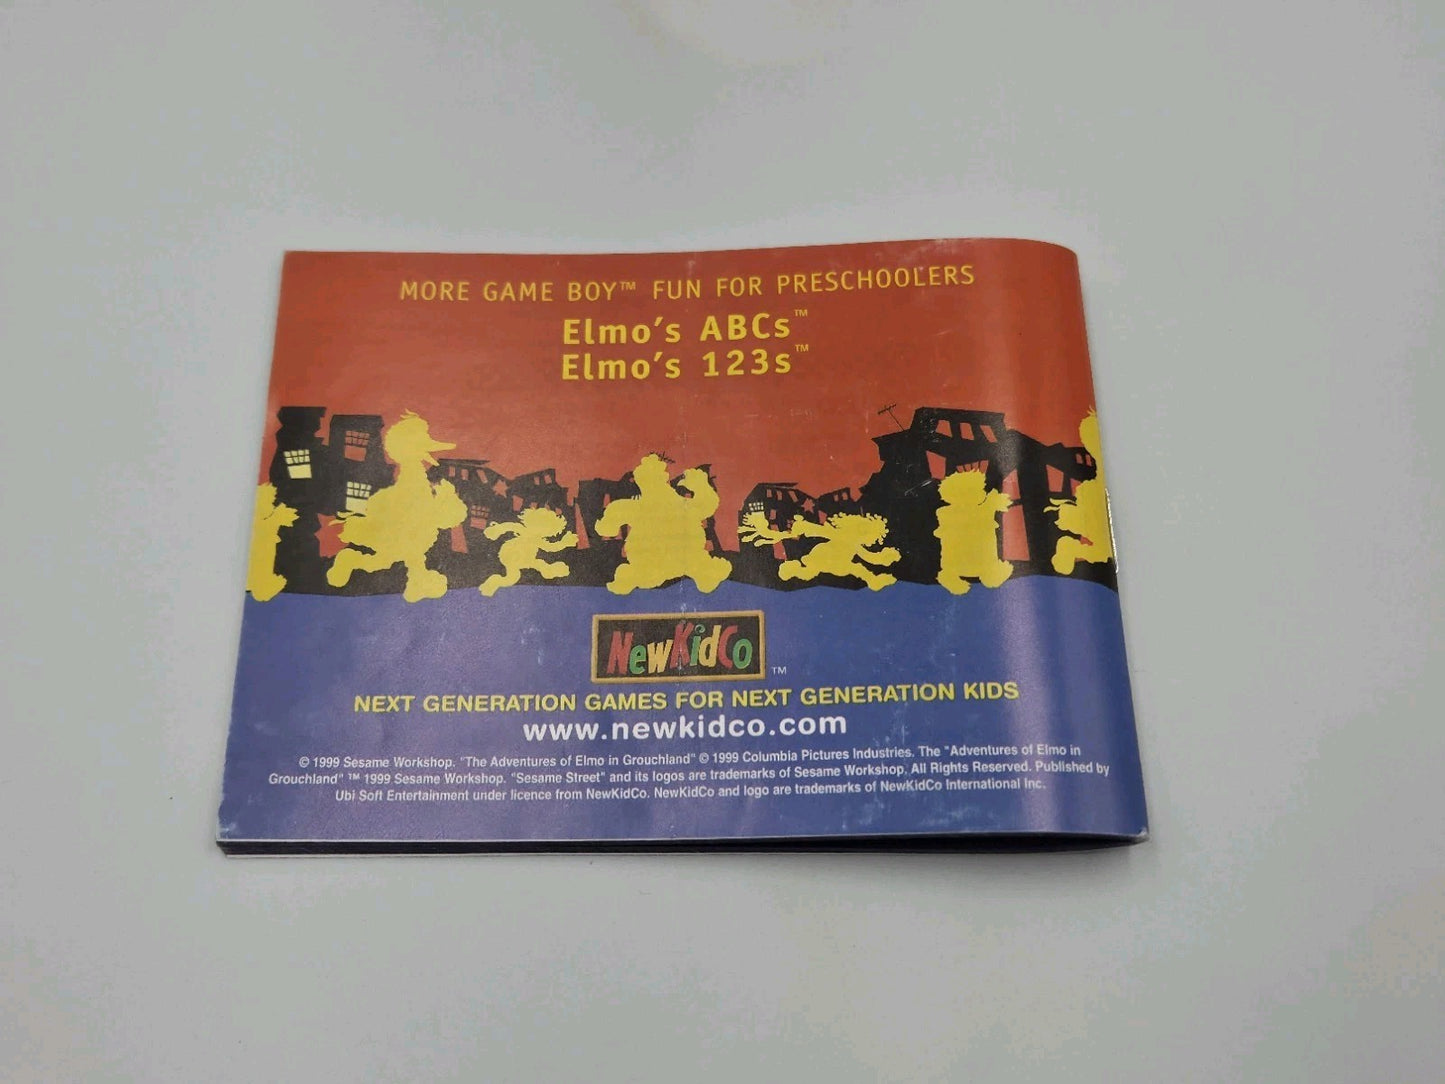 MORE GAME BOY™ FUN FOR PRESCHOOLERS
Elmo's ABCs™
Elmo's 123s™
NewKidCo™
NEXT GENERATION GAMES FOR NEXT GENERATION KIDS
www.newkidco.com
© 1999 Sesame Workshop. "The Adventures of Elmo in Grouchland" © 1999 Columbia Pictures Industries. The "Adventures of Elmo in
Grouchland" ™ 1999 Sesame Workshop. "Sesame Street" and its logos are trademarks of Sesame Workshop. All Rights Reserved. Published by
Ubi Soft Entertainment under licence from NewKidCo. NewKidCo and logo are trademarks of NewKidCo International Inc.